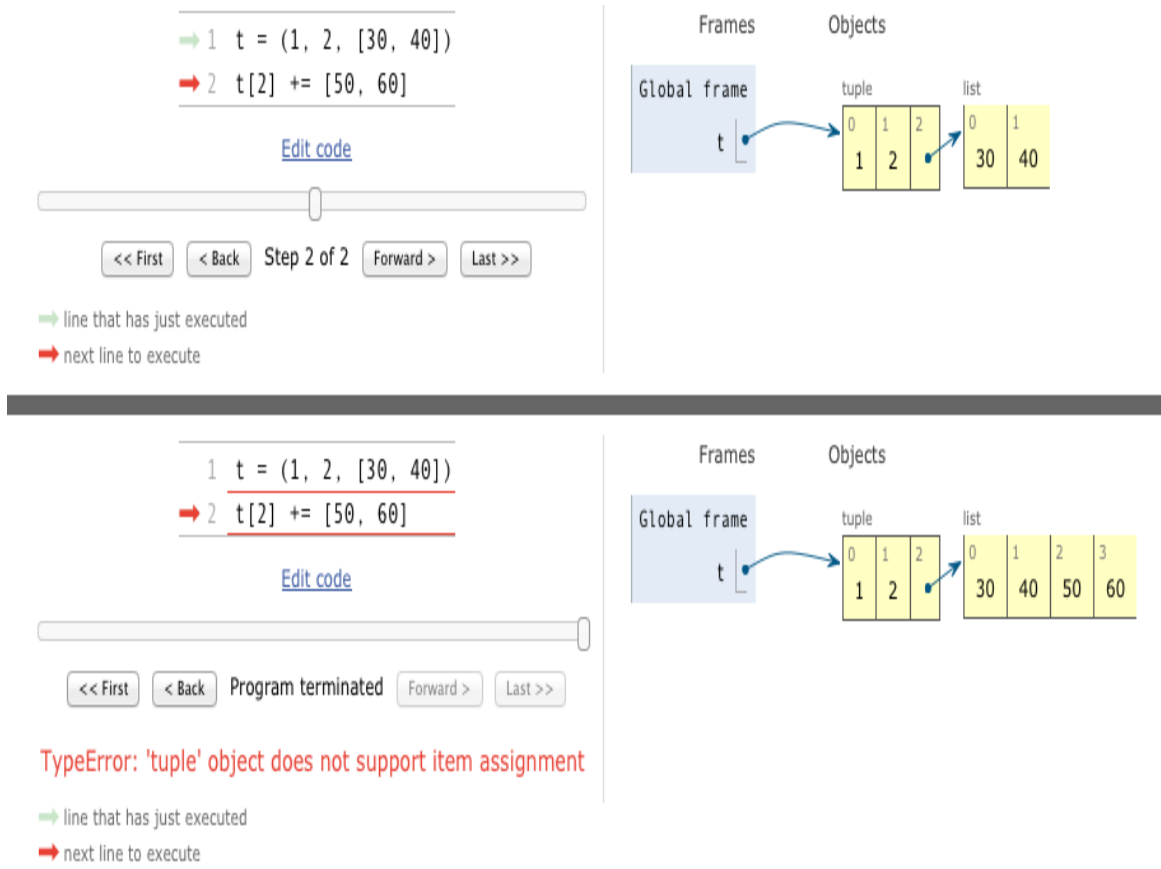 Frames Objects
1 t = (1, 2, [30, 40])
2 t[2] += [50, 60]
Global frame
tuple list
0 1 2 0 1
t
1 2 30 40
Edit code
<< First < Back Step 2 of 2 Forward > Last >>
line that has just executed
next line to execute
Frames Objects
1 t = (1, 2, [30, 40])
2 t[2] += [50, 60]
Global frame
tuple list
0 1 2 0 1 2 3
t
1 2 30 40 50 60
Edit code
<< First < Back Program terminated Forward > Last >>
TypeError: 'tuple' object does not support item assignment
line that has just executed
next line to execute